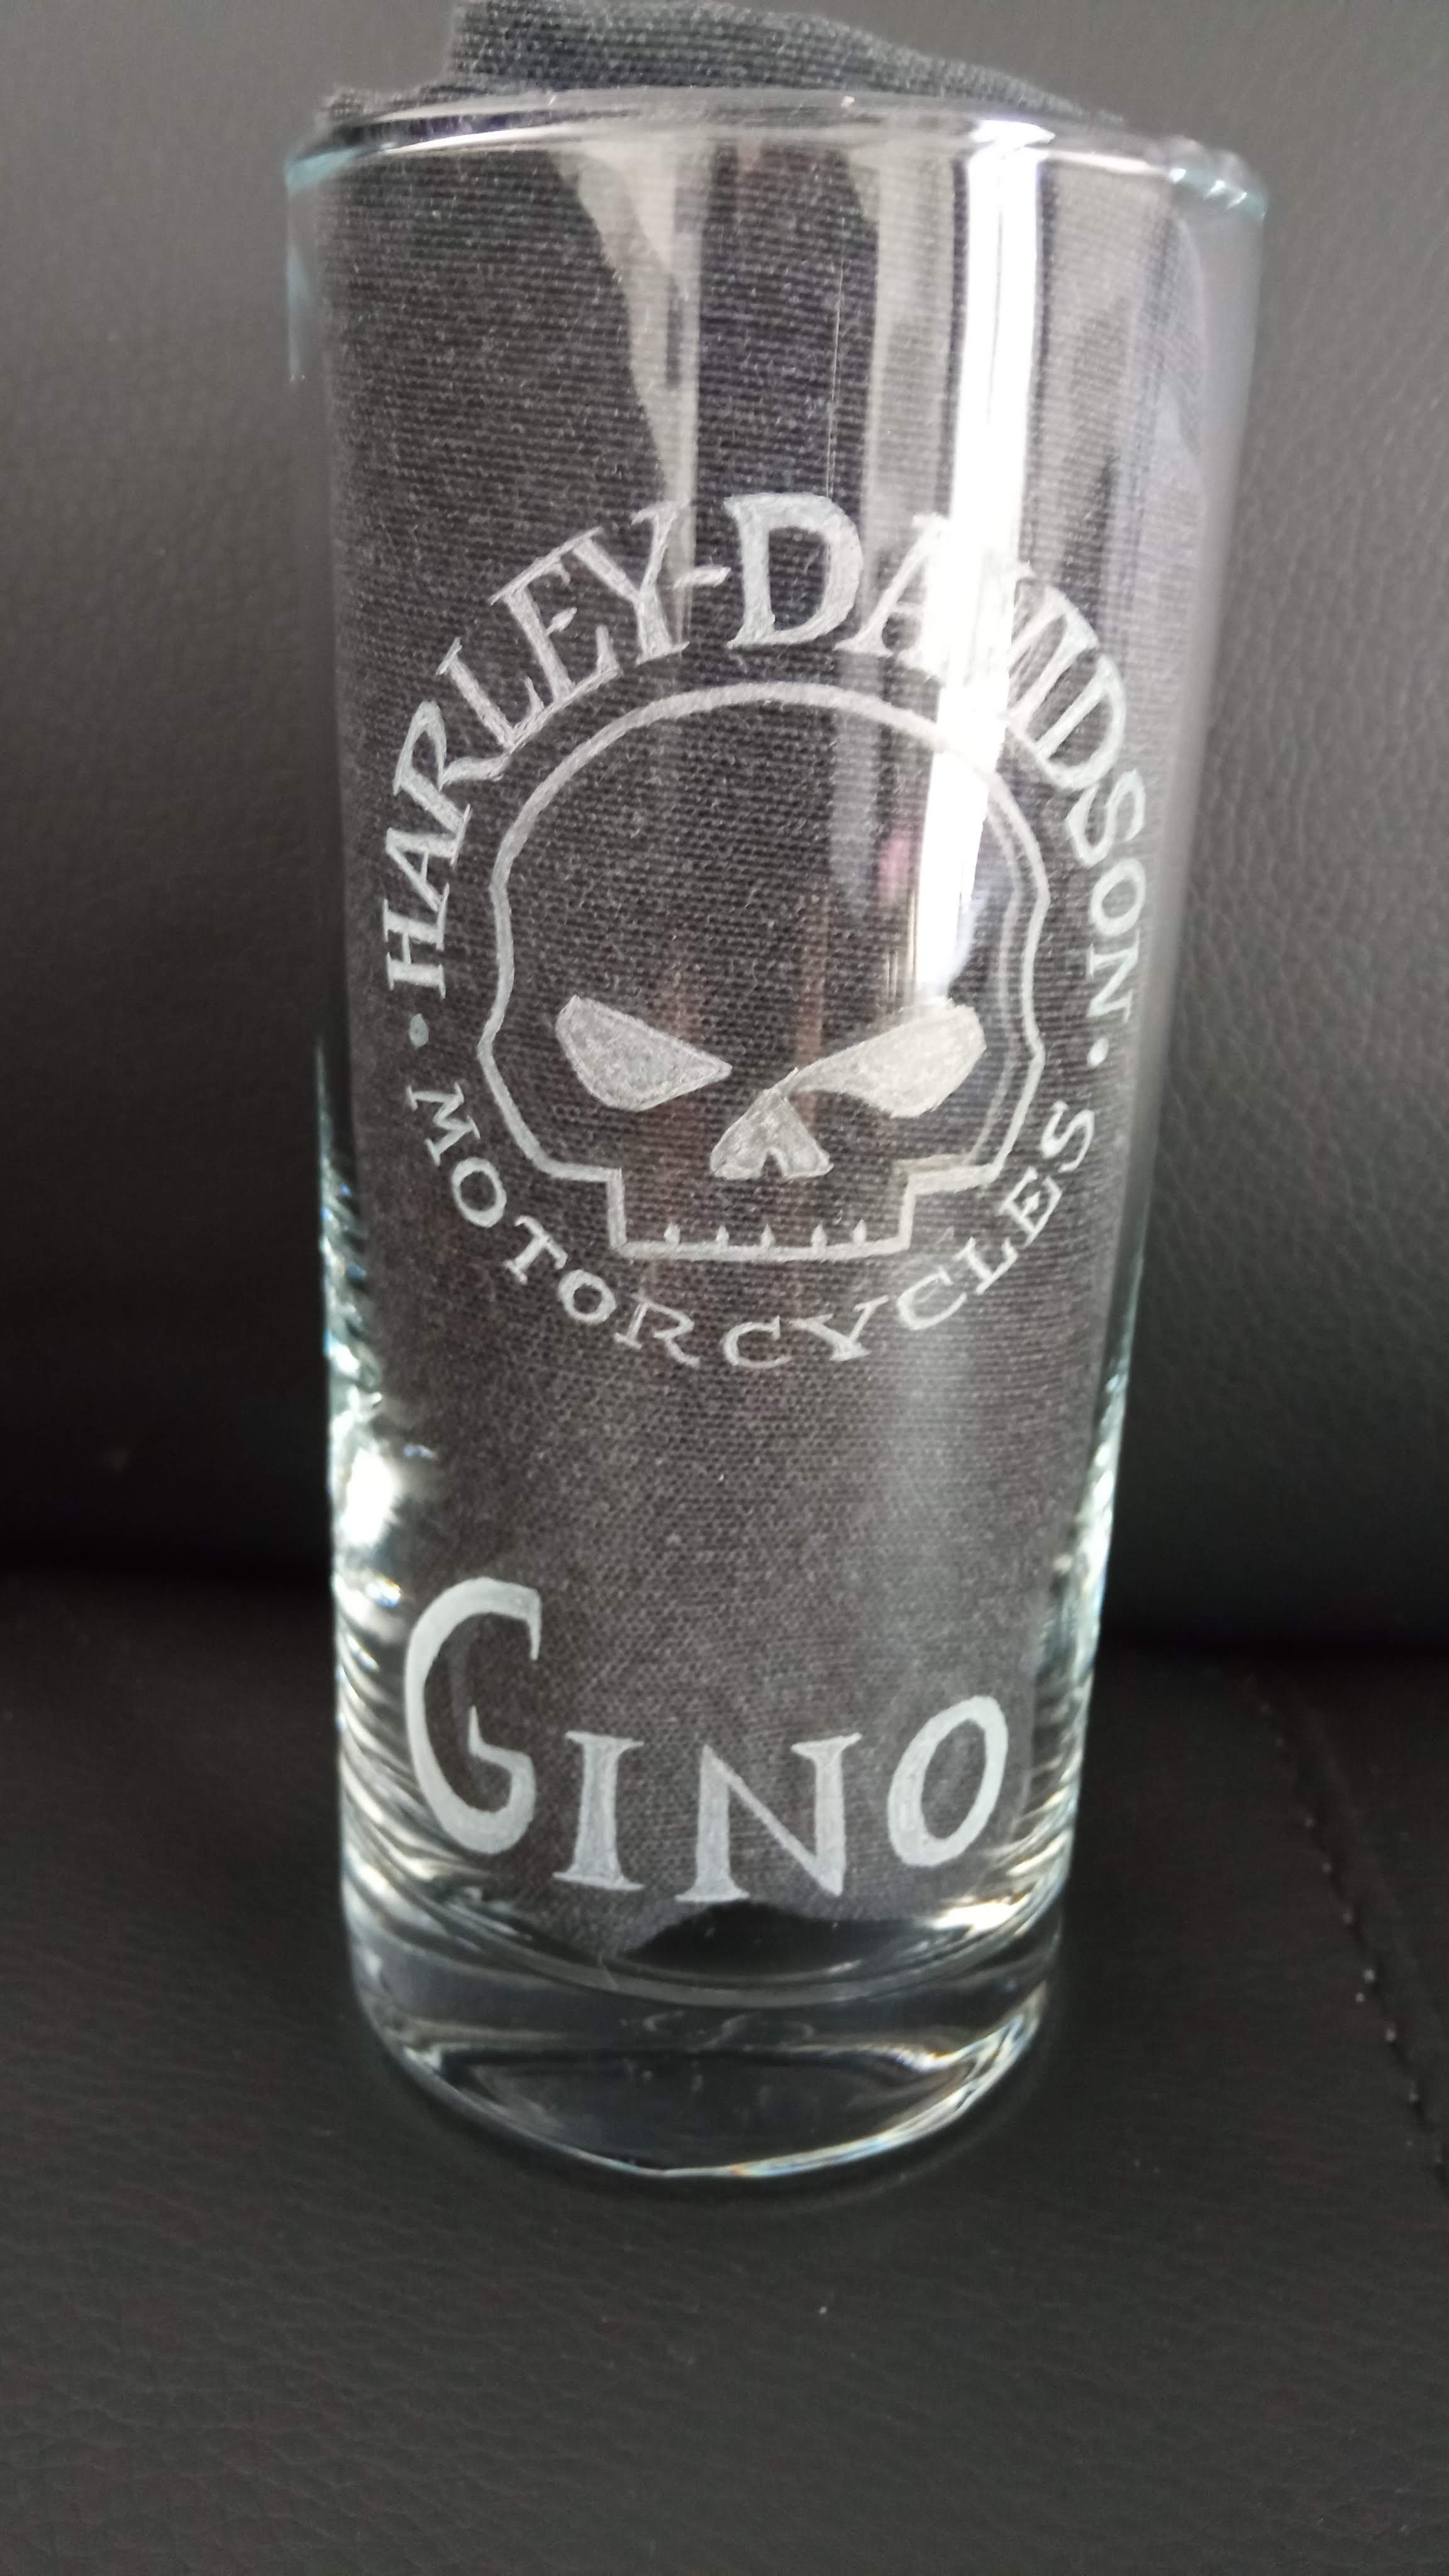 • HARLEY-DAVIDSON •
MOTORCYCLES
GINO